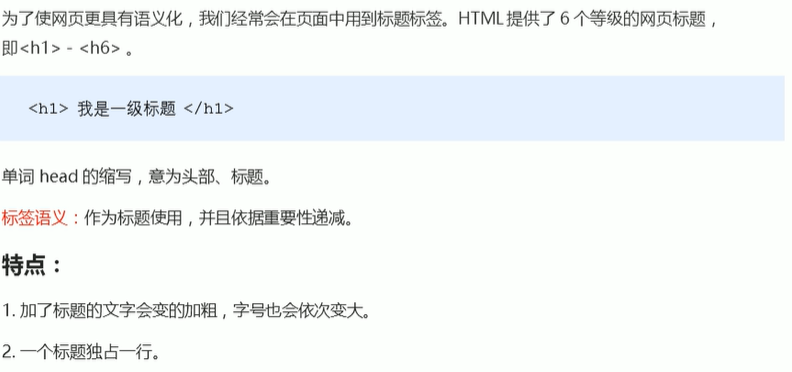 为了使网页更具有语义化，我们经常会在页面中用到标题标签。HTML提供了 6 个等级的网页标题，
即<h1> - <h6> 。
<h1> 我是一级标题 </h1>
单词 head 的缩写，意为头部、标题。
标签语义：作为标题使用，并且依据重要性递减。
特点：
1. 加了标题的文字会变的加粗，字号也会依次变大。
2. 一个标题独占一行。